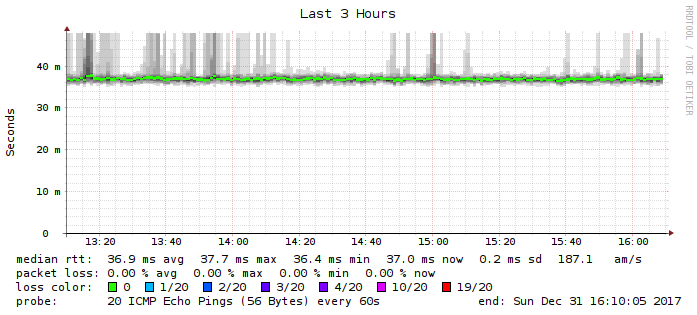 Last 3 Hours
RRDTOOL / TOBI OETIKER
Seconds
40 m
30 m
20 m
10 m
0
13:20 13:40 14:00 14:20 14:40 15:00 15:20 15:40 16:00
median rtt: 36.9 ms avg 37.7 ms max 36.4 ms min 37.0 ms now 0.2 ms sd 187.1 am/s
packet loss: 0.00 % avg 0.00 % max 0.00 % min 0.00 % now
loss color: 0 1/20 2/20 3/20 4/20 10/20 19/20
probe: 20 ICMP Echo Pings (56 Bytes) every 60s end: Sun Dec 31 16:10:05 2017